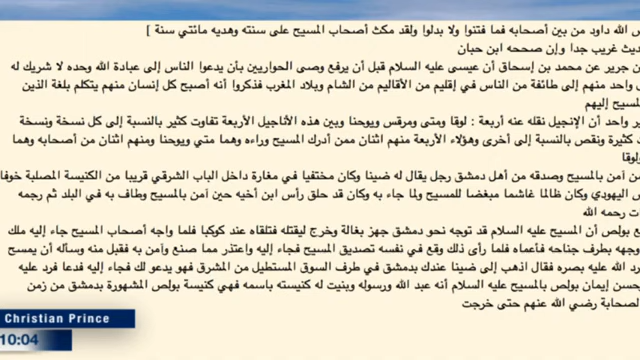 ض الله داود من بين أصحابه فما فتنوا ولا بدلوا ولقد مكث أصحاب المسيح على سنته وهديه مائتي سنة ]
ديث غريب جدا وإن صححه ابن حبان
ن جرير عن محمد بن إسحاق أن عيسى عليه السلام قبل أن يرفع وصى الحواريين بأن يدعوا الناس إلى عبادة الله وحده لا شريك له
ى واحد منهم إلى طائفة من الناس في إقليم من الأقاليم من الشام وبلاد المغرب فذكروا أنه أصبح كل إنسان منهم يتكلم بلغة الذين
لمسيح إليهم
ير واحد أن الإنجيل نقله عنه أربعة : لوقا ومتى ومرقس ويوحنا وبين هذه الأناجيل الأربعة تفاوت كثير بالنسبة إلى كل نسخة ونسخة
ة كثيرة ونقص بالنسبة إلى أخرى وهؤلاء الأربعة منهم اثنان ممن أدرك المسيح وراءه وهما متي ويوحنا ومنهم اثنان من أصحابه وهما
لوقا
من آمن بالمسيح وصدقه من أهل دمشق رجل يقال له ضينا وكان مختفيا في مغارة داخل الباب الشرقي قريبا من الكنيسة المصلبة خوفا
س اليهودي وكان ظالما غاشما مبغضا للمسيح ولما جاء به وكان قد حلق رأس ابن أخيه حين آمن بالمسيح وطاف به في البلد ثم رجمه
ات رحمه الله
ع بولص أن المسيح عليه السلام قد توجه نحو دمشق جهز بغالة وخرج ليقتله فتلقاه عند كوكبا فلما واجه أصحاب المسيح جاء إليه ملك
وجهه بطرف جناحه فأعماه فلما رأى ذلك وقع في نفسه تصديق المسيح فجاء إليه واعتذر مما صنع وآمن به فقبل منه وسأله أن يمسح
يرد الله عليه بصره فقال اذهب إلى ضينا عندك بدمشق في طرف السوق المستطيل من المشرق فهو يدعو لك فجاء إليه فدعا فرد عليه
حسن إيمان بولص بالمسيح عليه السلام أنه عبد الله ورسوله وبنيت له كنيسته باسمه فهي كنيسة بولص المشهورة بدمشق من زمن
لصحابة رضي الله عنهم حتى خرجت
Christian Prince
10:04